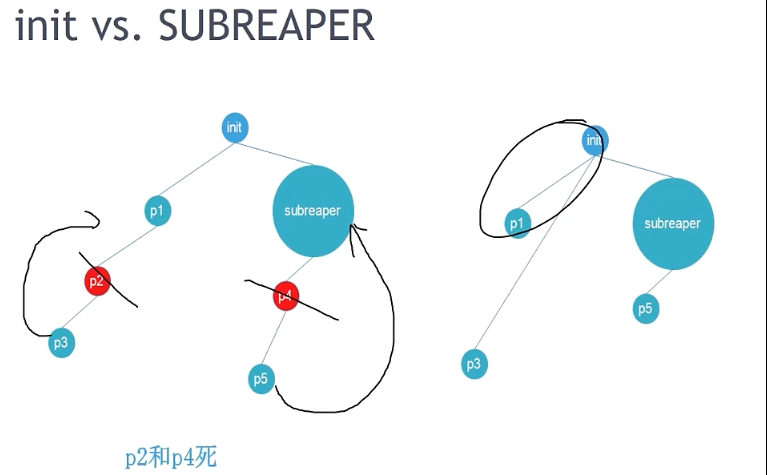 init vs. SUBREAPER
init
init
p1
subreaper
p1
subreaper
p2
p4
p5
p3
p3
p5
p2和p4死